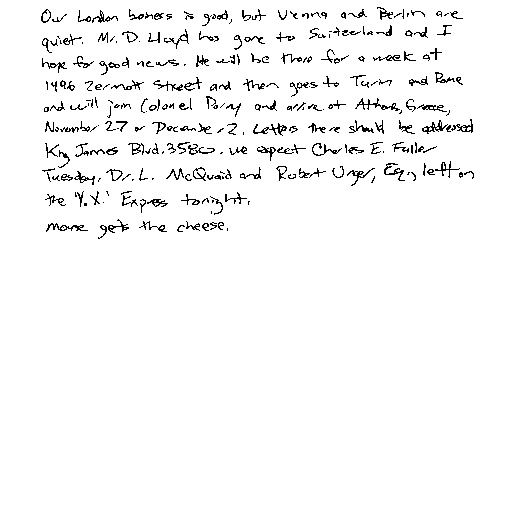 Our London business is good, but Vienna and Berlin are
quiet. Mr. D. Lloyd has gone to Switzerland and I
hope for good news. He will be there for a week at
1496 Zermott Street and then goes to Turin and Rome
and will join Colonel Parry and arrive at Athens, Greece,
November 27 or December 2. Letters there should be addressed
King James Blvd. 3580. We expect Charles E. Fuller
Tuesday. Dr. L. McQuaid and Robert Unger, Esq., left on
the "Y.X." Express tonight.
mouse gets the cheese.